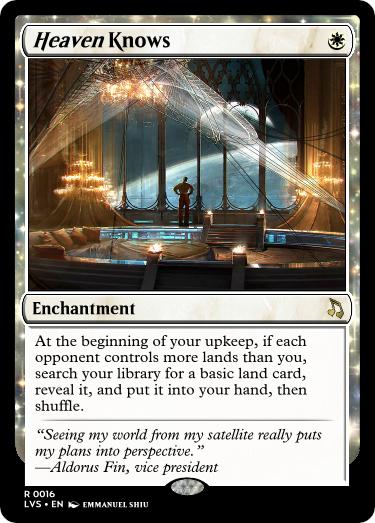 Heaven Knows
Enchantment
At the beginning of your upkeep, if each
opponent controls more lands than you,
search your library for a basic land card,
reveal it, and put it into your hand, then
shuffle.
“Seeing my world from my satellite really puts
my plans into perspective.”
—Aldorus Fin, vice president
R 0016
LVS • EN EMMANUEL SHIU